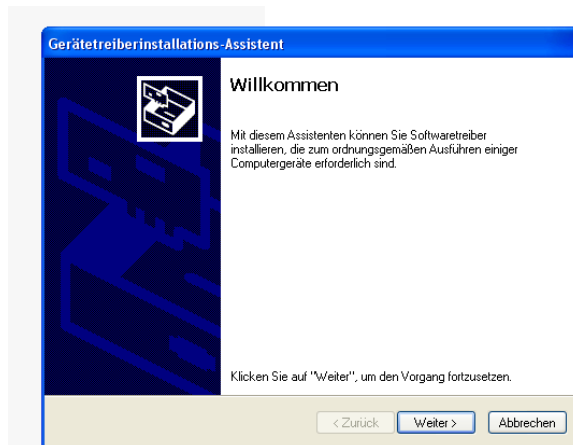 Gerätetreiberinstallations-Assistent
Willkommen
Mit diesem Assistenten können Sie Softwaretreiber
installieren, die zum ordnungsgemäßen Ausführen einiger
Computergeräte erforderlich sind.
Klicken Sie auf "Weiter", um den Vorgang fortzusetzen.
< Zurück Weiter > Abbrechen